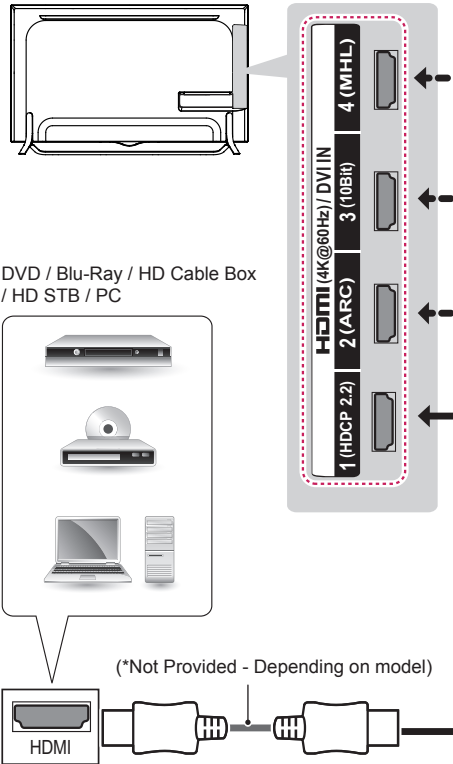 4 (MHL)
3 (10Bit)
2 (ARC)
1 (HDCP 2.2)
HDMI (4K@60Hz) / DVI IN
DVD / Blu-Ray / HD Cable Box
/ HD STB / PC
(*Not Provided - Depending on model)
HDMI